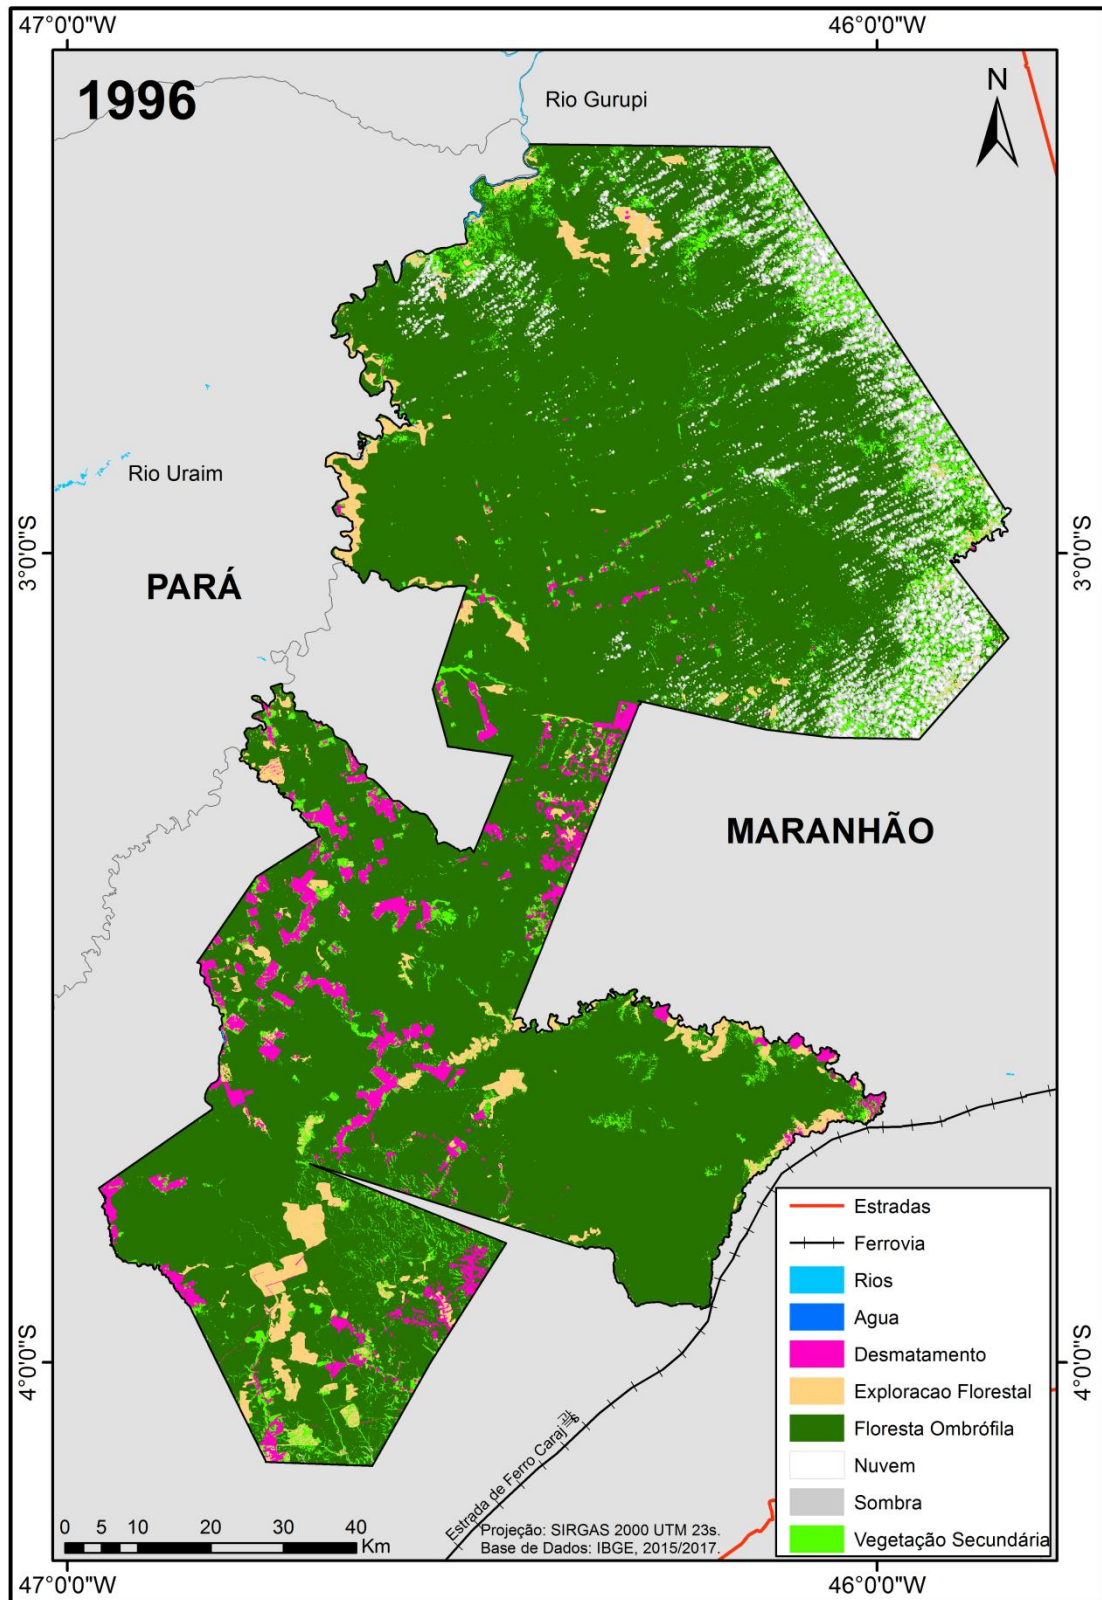 47°0'0"W
46°0'0"W
1996
Rio Gurupi
N
Rio Uraim
3°0'0"S
3°0'0"S
PARÁ
MARANHÃO
Estradas
Ferrovia
Rios
Agua
Desmatamento
Exploracao Florestal
Floresta Ombrófila
Nuvem
Sombra
Vegetação Secundária
4°0'0"S
4°0'0"S
Estrada de Ferro
0 5 10 20 30 40
Km
Projeção: SIRGAS 2000 UTM 23s.
Base de Dados: IBGE, 2015/2017.
47°0'0"W
46°0'0"W